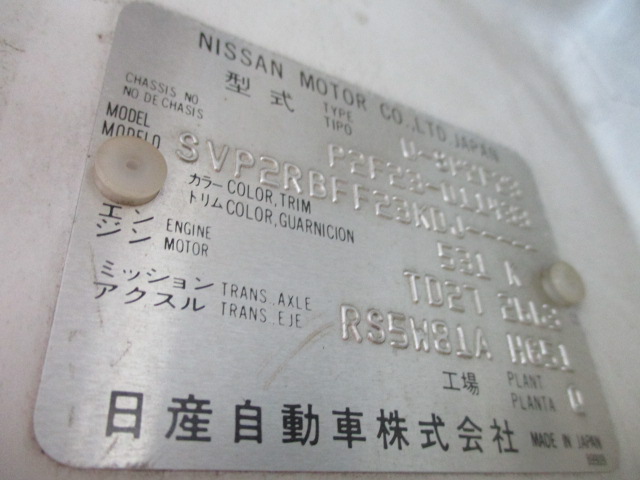 NISSAN MOTOR CO.,LTD. JAPAN
型式 TYPE TIPO
CHASSIS NO
NO DE CHASIS
MODEL
MODELO SVP2RBFF23KDJ-----
カラー COLOR,TRIM 531 K
トリム COLOR,GUARNICION
エンジン ENGINE MOTOR TD27
ミッション TRANS.AXLE RS5W81A
アクスル TRANS.EJE
工場 PLANT PLANTA U
日産自動車株式会社 MADE IN JAPAN